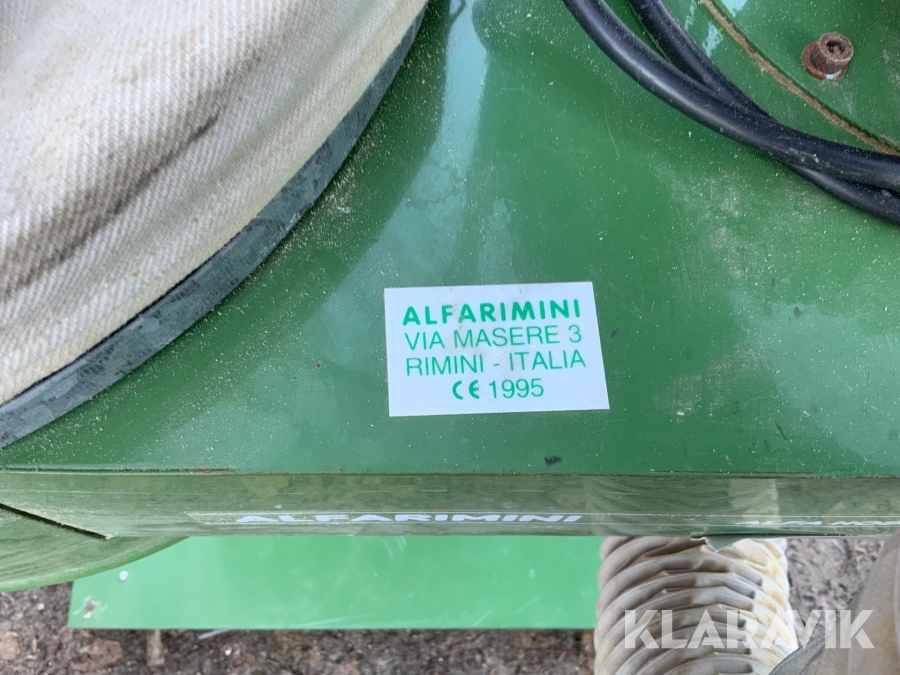 ALFARIMINI
VIA MASERE 3
RIMINI - ITALIA
CE 1995
ALFARIMINI
KLARAVIK